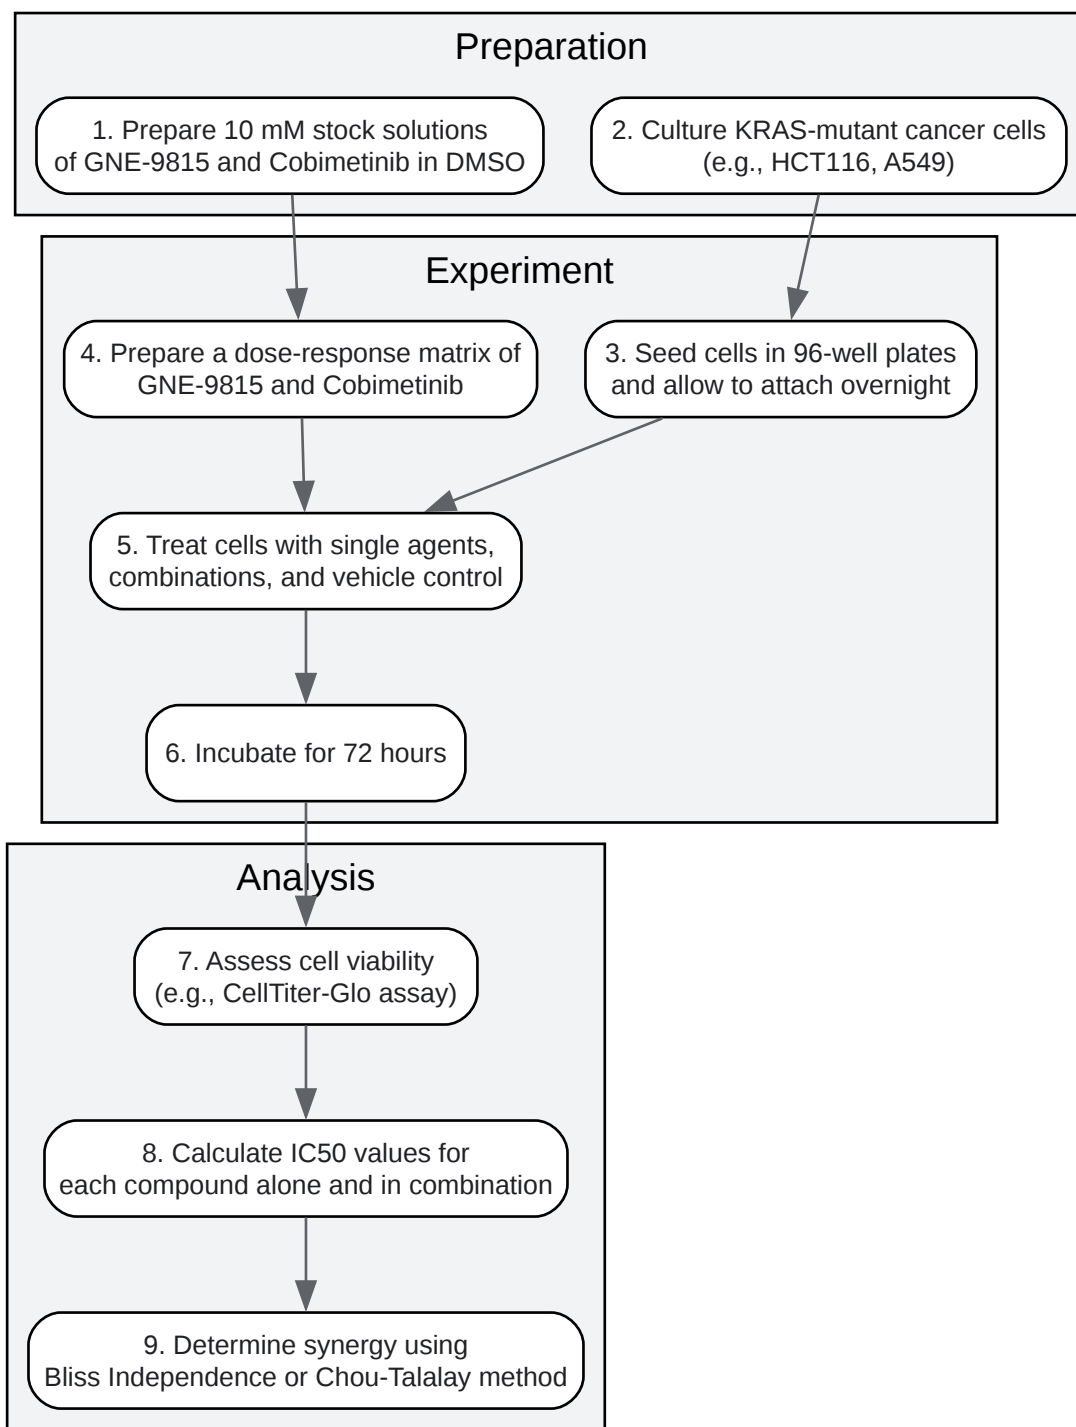 Preparation
1. Prepare 10 mM stock solutions
of GNE-9815 and Cobimetinib in DMSO
2. Culture KRAS-mutant cancer cells
(e.g., HCT116, A549)
Experiment
4. Prepare a dose-response matrix of
GNE-9815 and Cobimetinib
3. Seed cells in 96-well plates
and allow to attach overnight
5. Treat cells with single agents,
combinations, and vehicle control
6. Incubate for 72 hours
Analysis
7. Assess cell viability
(e.g., CellTiter-Glo assay)
8. Calculate IC50 values for
each compound alone and in combination
9. Determine synergy using
Bliss Independence or Chou-Talalay method